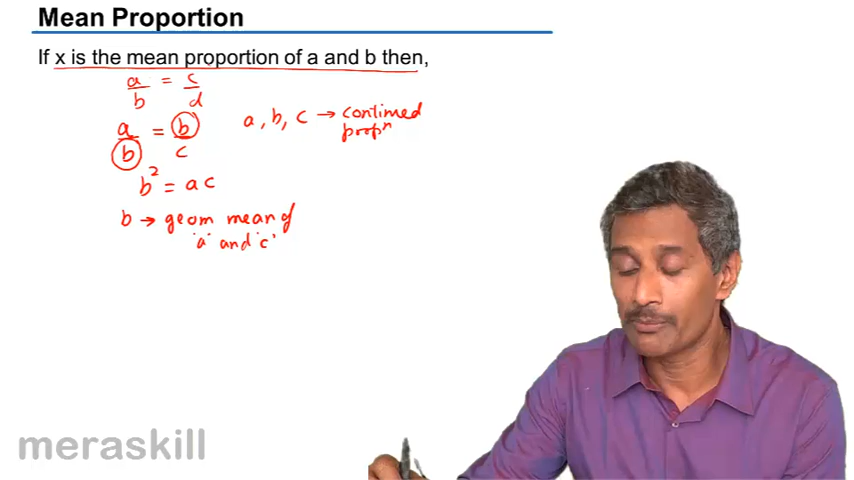 Mean Proportion
If x is the mean proportion of a and b then,
a/b = c/d
a/b = b/c
a, b, c → continued propⁿ
b² = ac
b → geom mean of 'a' and 'c'
meraskill